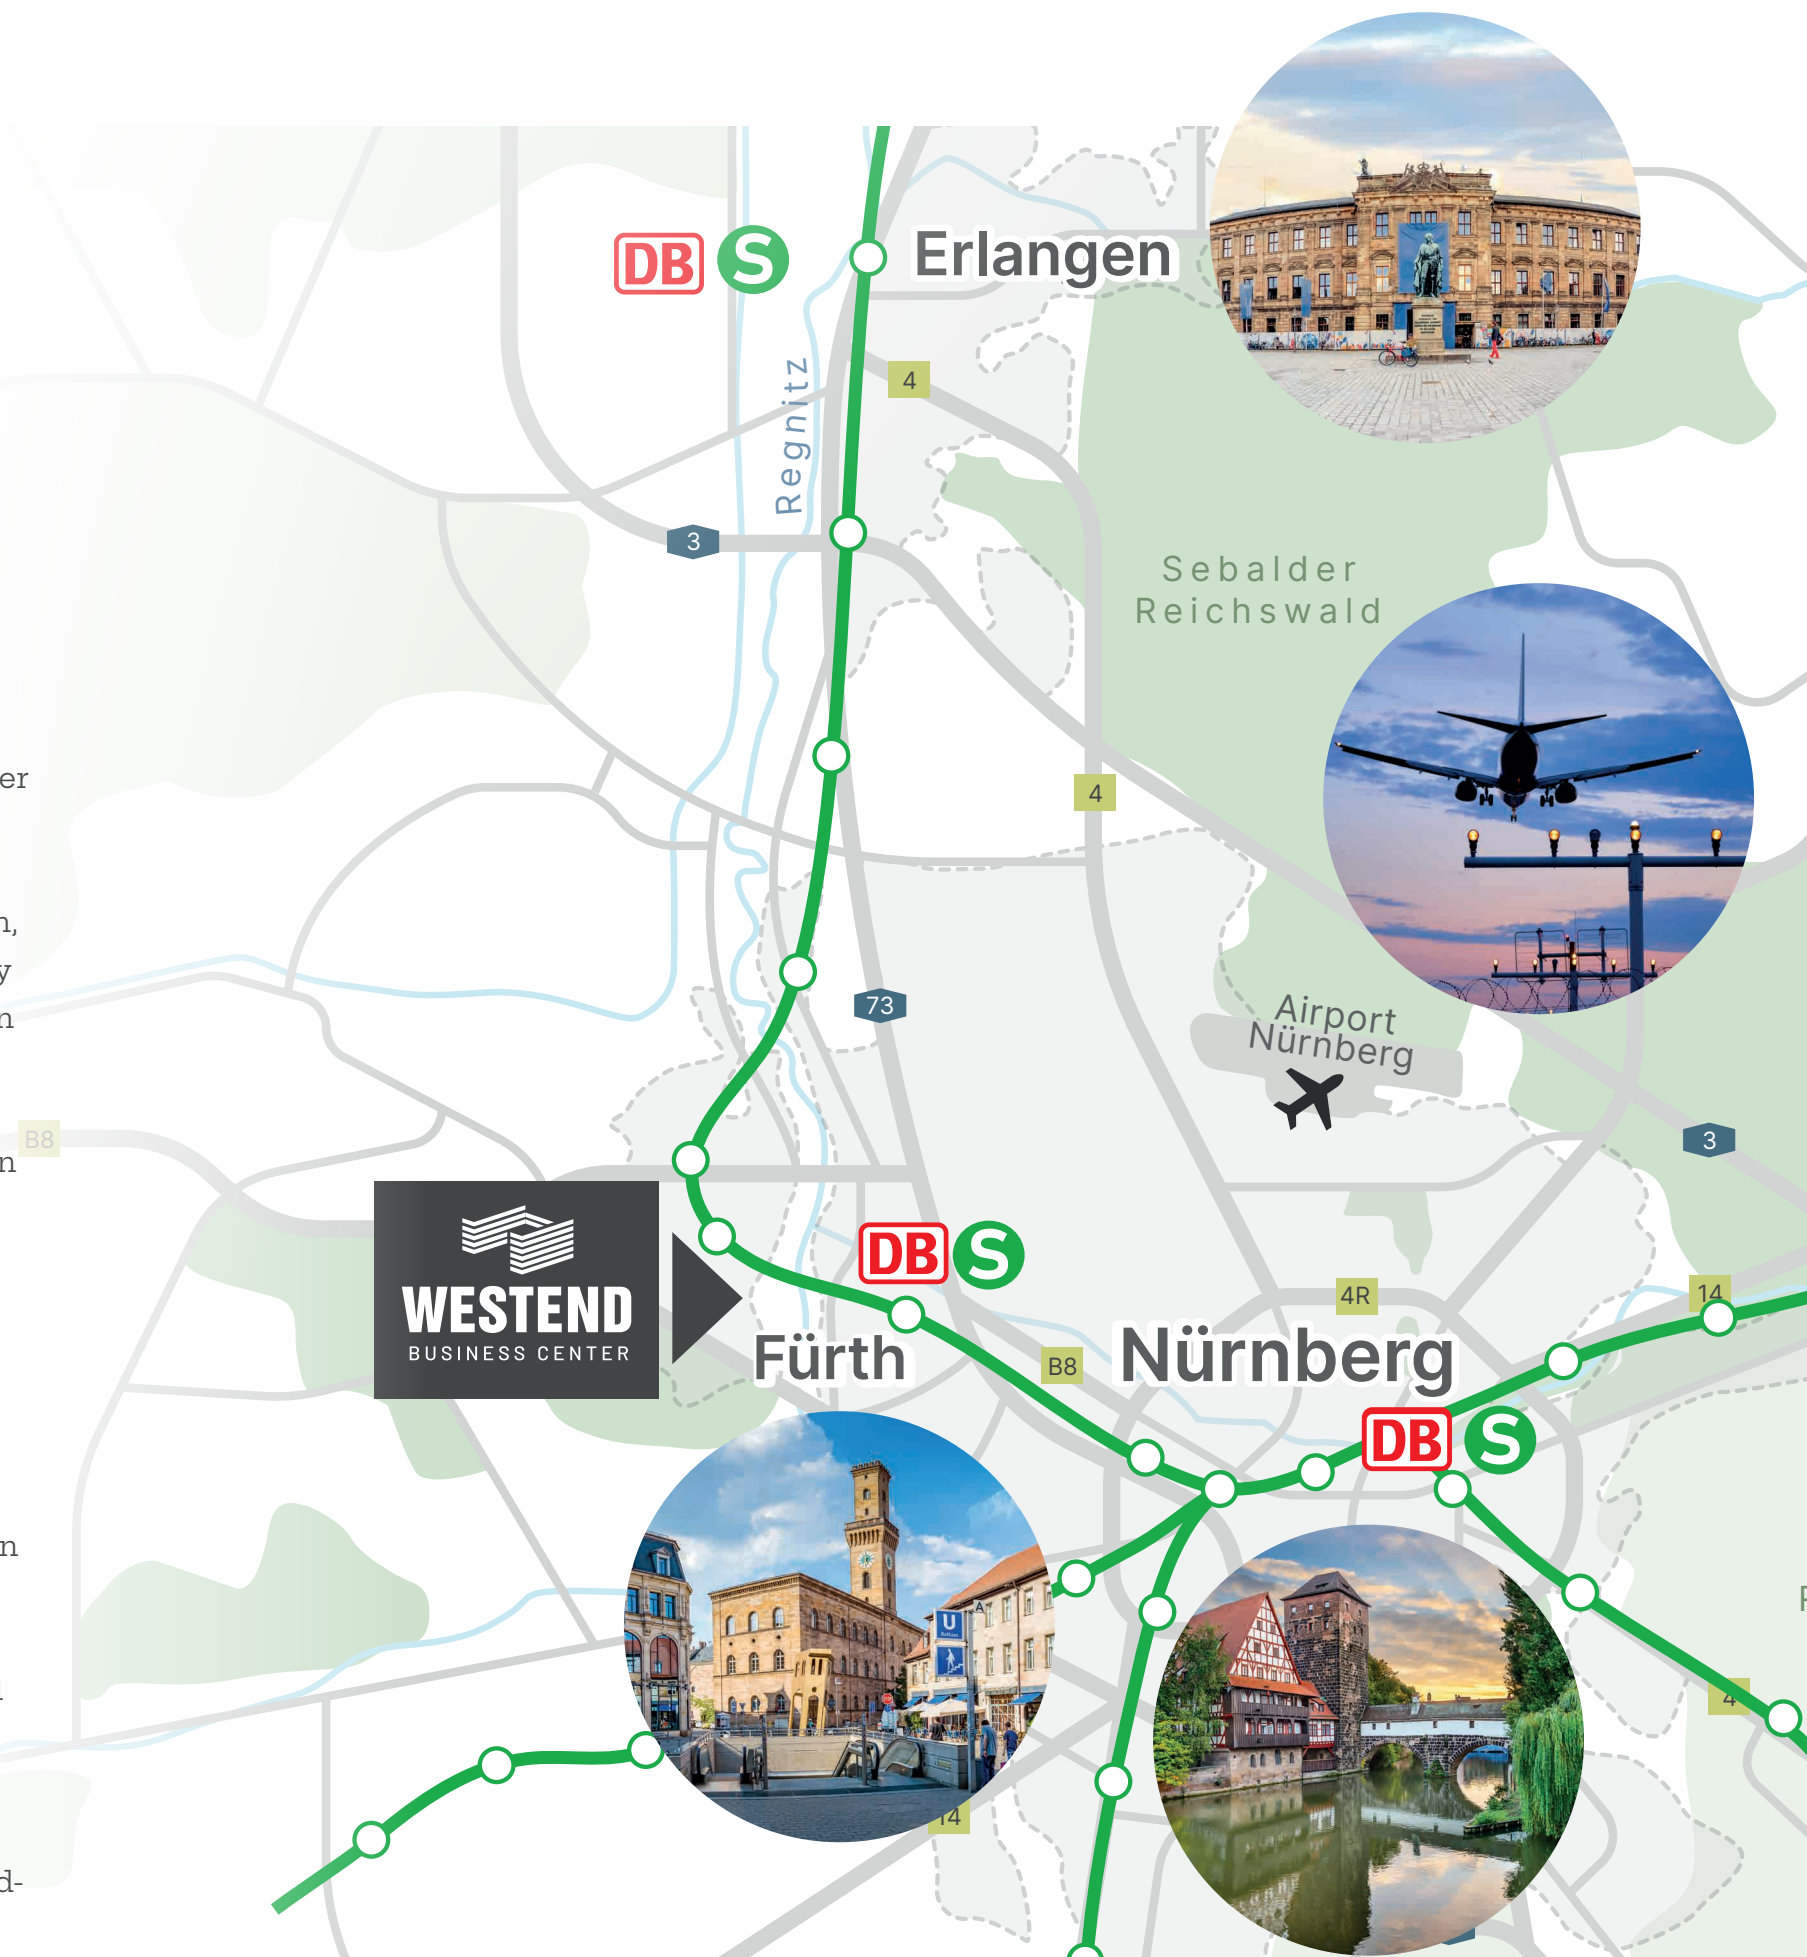 DB S Erlangen
4
Regnitz
3
Sebalder
Reichswald
er
4
n,
y
n
73
Airport
Nürnberg
B8
3
n
WESTEND
BUSINESS CENTER
DB S
4R
14
Fürth
B8
Nürnberg
DB S
n
U
A
4
14
d-